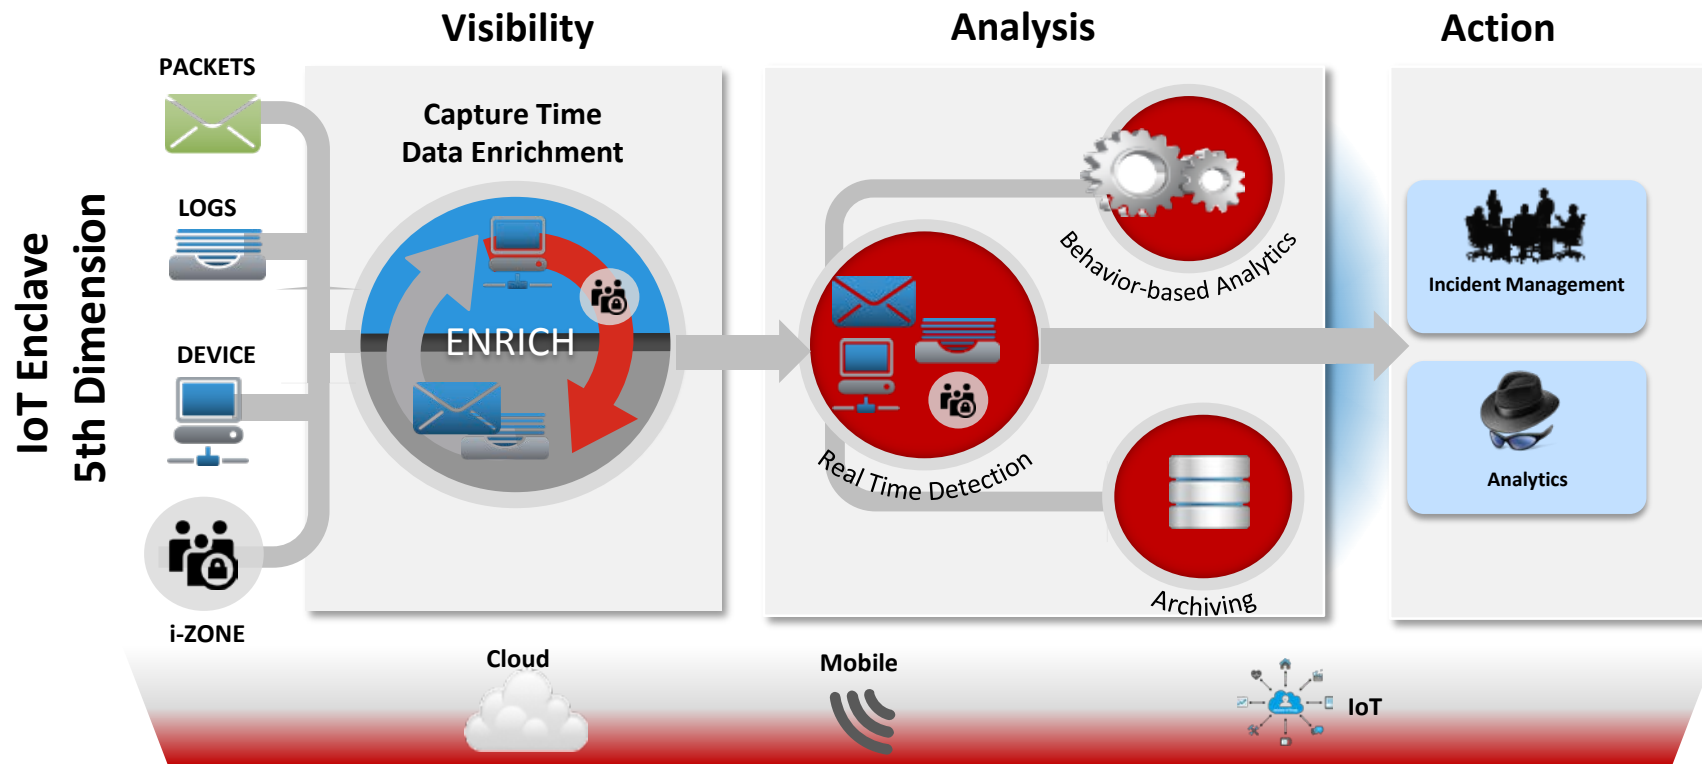 Visibility
Analysis
Action
IoT Enclave
5th Dimension
PACKETS
LOGS
DEVICE
i-ZONE
Capture Time
Data Enrichment
ENRICH
Real Time Detection
Behavior-based Analytics
Archiving
Incident Management
Analytics
Cloud
Mobile
IoT